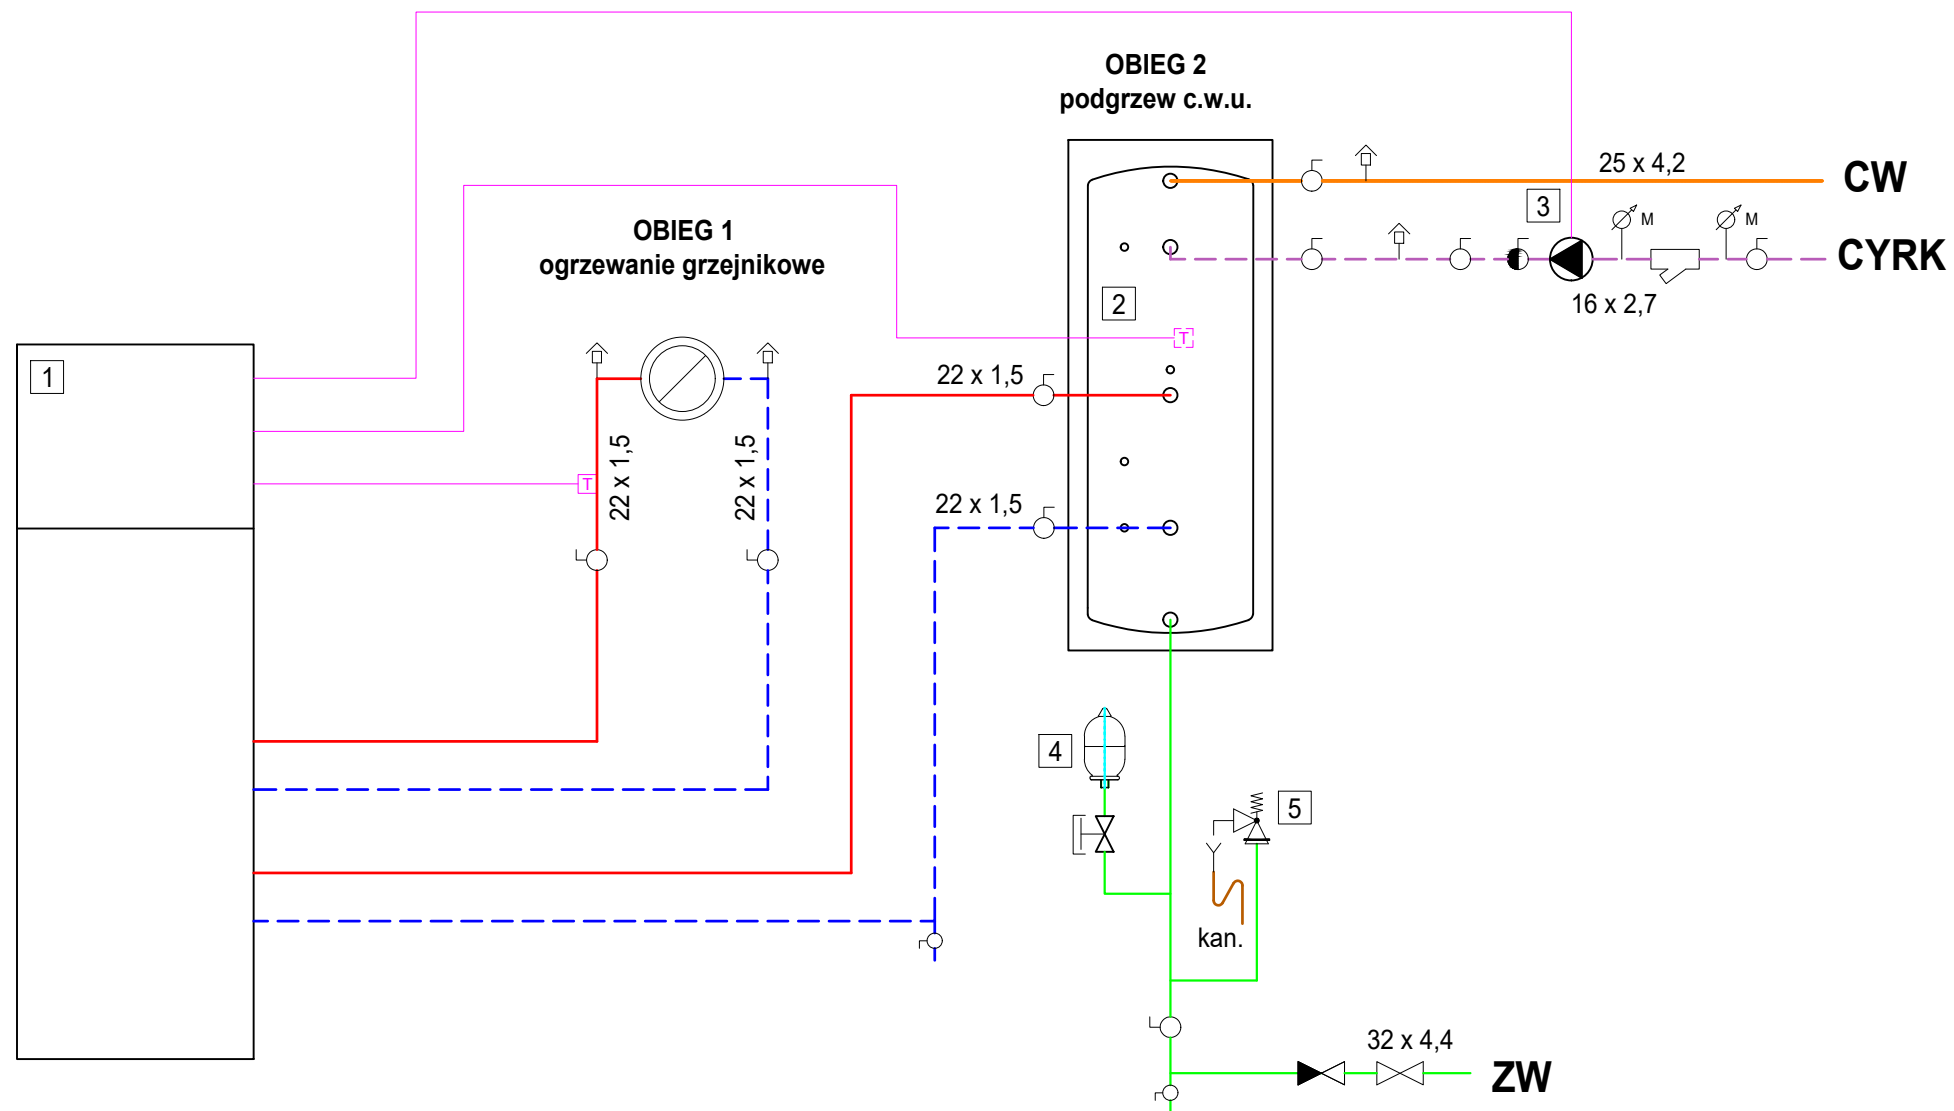 OBIEG 2
podgrzew c.w.u.
25 x 4,2
CW
3
M
M
CYRK
16 x 2,7
OBIEG 1
ogrzewanie grzejnikowe
2
T
1
22 x 1,5
22 x 1,5
22 x 1,5
T
22 x 1,5
4
5
kan.
32 x 4,4
ZW